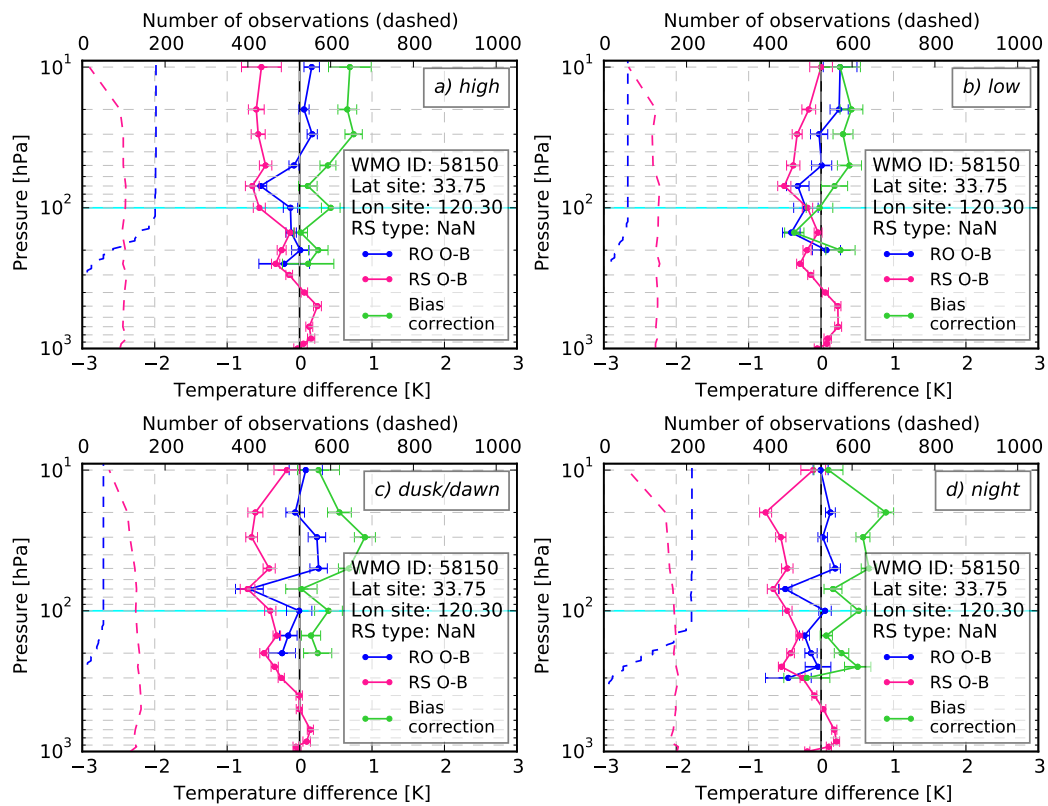 Number of observations (dashed)
0 200 400 600 800 1000
Pressure [hPa]
10¹
10²
10³
a) high
WMO ID: 58150
Lat site: 33.75
Lon site: 120.30
RS type: NaN
RO O-B
RS O-B
Bias
correction
−3 −2 −1 0 1 2 3
Temperature difference [K]
Number of observations (dashed)
0 200 400 600 800 1000
Pressure [hPa]
10¹
10²
10³
b) low
WMO ID: 58150
Lat site: 33.75
Lon site: 120.30
RS type: NaN
RO O-B
RS O-B
Bias
correction
−3 −2 −1 0 1 2 3
Temperature difference [K]
Number of observations (dashed)
0 200 400 600 800 1000
Pressure [hPa]
10¹
10²
10³
c) dusk/dawn
WMO ID: 58150
Lat site: 33.75
Lon site: 120.30
RS type: NaN
RO O-B
RS O-B
Bias
correction
−3 −2 −1 0 1 2 3
Temperature difference [K]
Number of observations (dashed)
0 200 400 600 800 1000
Pressure [hPa]
10¹
10²
10³
d) night
WMO ID: 58150
Lat site: 33.75
Lon site: 120.30
RS type: NaN
RO O-B
RS O-B
Bias
correction
−3 −2 −1 0 1 2 3
Temperature difference [K]